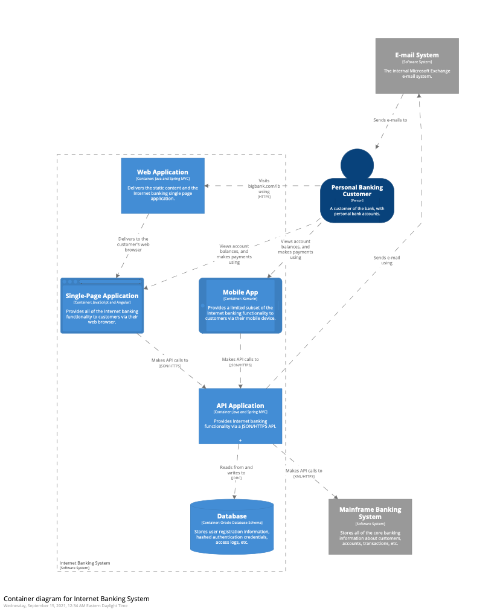 E-mail System
[Software System]
The internal Microsoft Exchange
e-mail system.
Sends e-mails to
Web Application
[Container: Java and Spring MVC]
Delivers the static content and the
Internet banking single page
application.
Visits
bigbank.com/ib
using
[HTTPS]
Personal Banking
Customer
[Person]
A customer of the bank, with
personal bank accounts.
Delivers to the
customer's web
browser
Views account
balances, and
makes payments
using
Views account
balances, and
makes payments
using
Sends e-mail
using
Single-Page Application
[Container: JavaScript and Angular]
Provides all of the Internet banking
functionality to customers via their
web browser.
Mobile App
[Container: Xamarin]
Provides a limited subset of the
Internet banking functionality to
customers via their mobile device.
Makes API calls to
[JSON/HTTPS]
Makes API calls to
[JSON/HTTPS]
API Application
[Container: Java and Spring MVC]
Provides Internet banking
functionality via a JSON/HTTPS API.
+
Reads from and
writes to
[JDBC]
Makes API calls to
[XML/HTTPS]
Database
[Container: Oracle Database Schema]
Stores user registration information,
hashed authentication credentials,
access logs, etc.
Mainframe Banking
System
[Software System]
Stores all of the core banking
information about customers,
accounts, transactions, etc.
Internet Banking System
[Software System]
Container diagram for Internet Banking System
Daylight Time